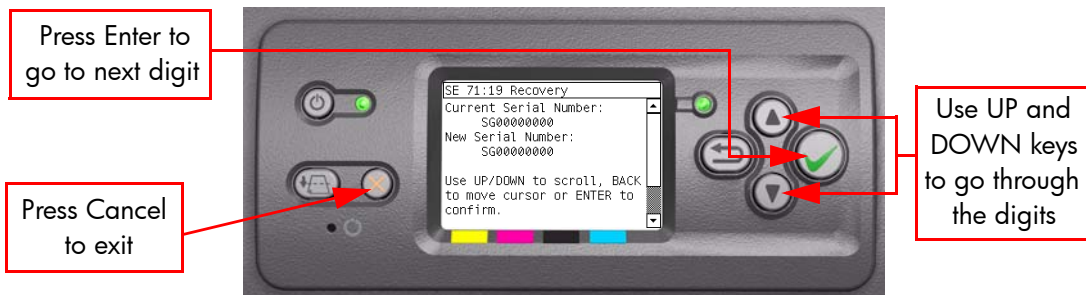 Press Enter to
go to next digit
SE 71:19 Recovery
Current Serial Number:
SG00000000
New Serial Number:
SG00000000
Use UP/DOWN to scroll, BACK
to move cursor or ENTER to
confirm.
Use UP and
DOWN keys
to go through
the digits
Press Cancel
to exit